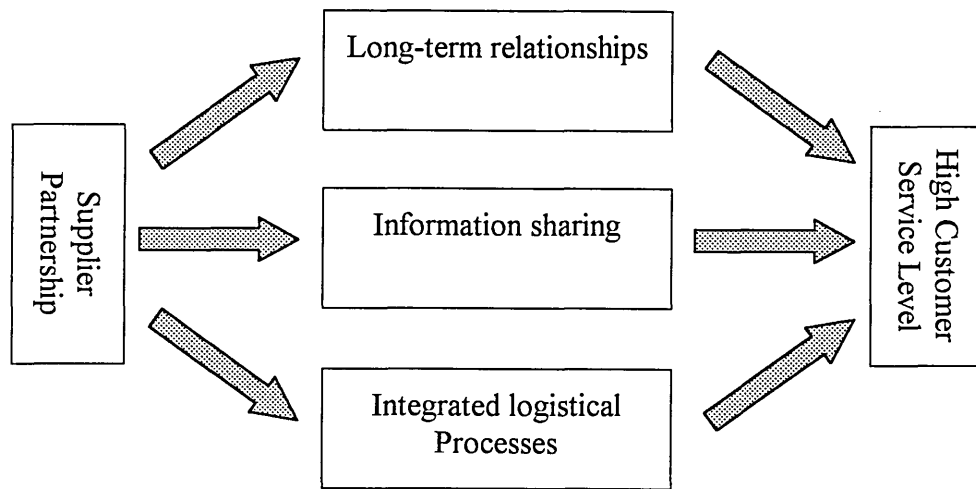 Long-term relationships
Supplier
Partnership
Information sharing
High Customer
Service Level
Integrated logistical
Processes